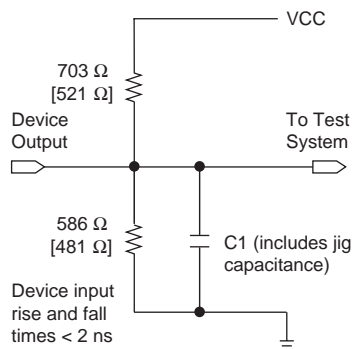 VCC
703 Ω
[521 Ω]
Device
Output
To Test
System
586 Ω
[481 Ω]
C1 (includes jig
capacitance)
Device input
rise and fall
times < 2 ns